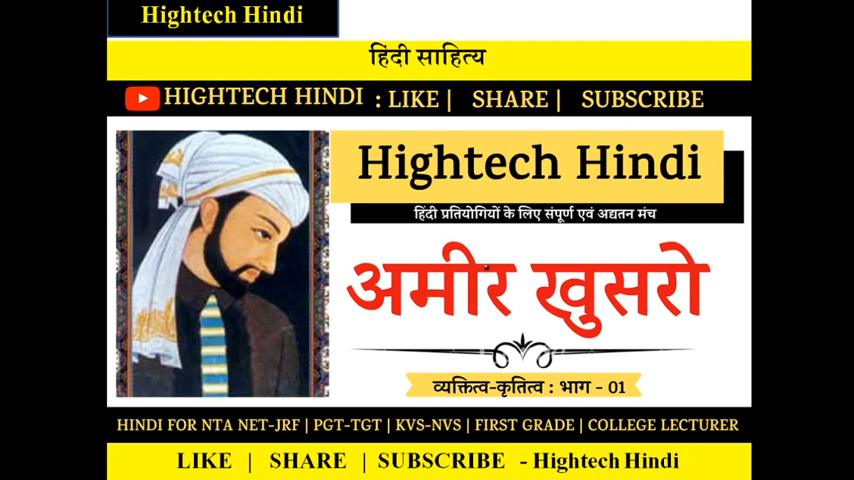 Hightech Hindi
हिंदी साहित्य
HIGHTECH HINDI : LIKE | SHARE | SUBSCRIBE
Hightech Hindi
हिंदी प्रतियोगियों के लिए संपूर्ण एवं अद्यतन मंच
अमीर खुसरो
व्यक्तित्व-कृतित्व : भाग - 01
HINDI FOR NTA NET-JRF | PGT-TGT | KVS-NVS | FIRST GRADE | COLLEGE LECTURER
LIKE | SHARE | SUBSCRIBE - Hightech Hindi